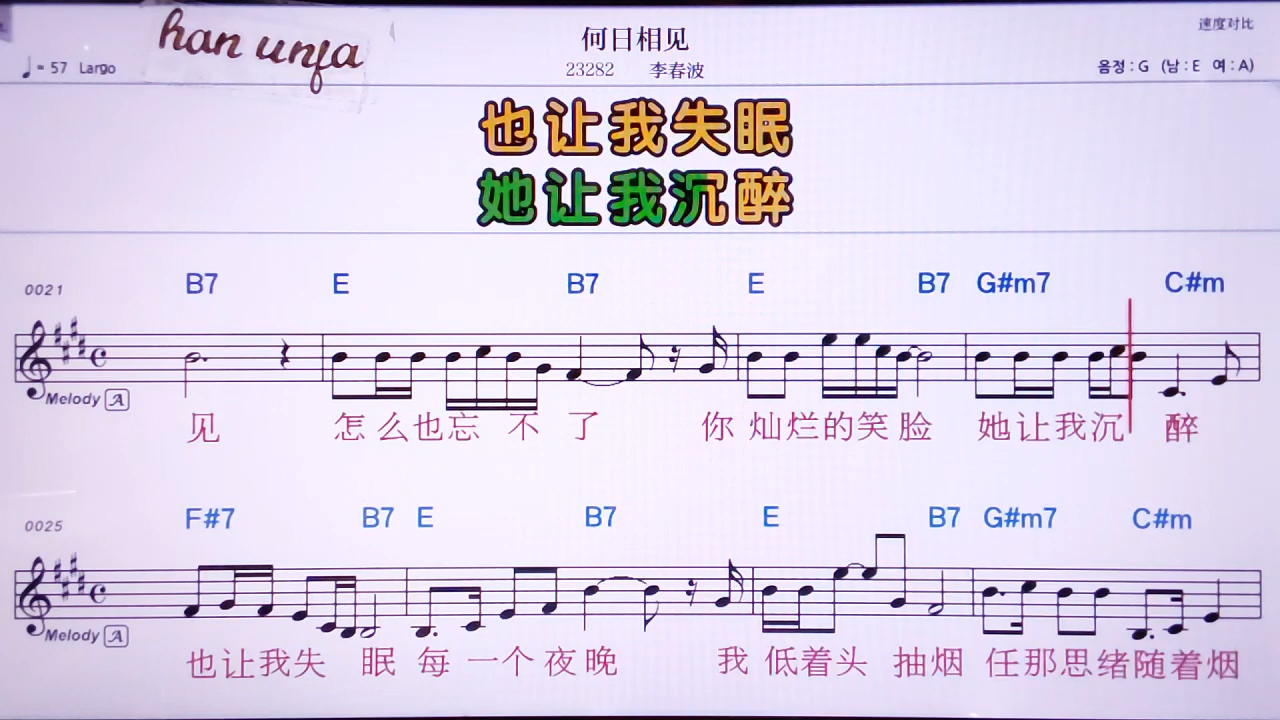 han unfa
何日相见
速度对比
♩= 57 Largo
23282 李春波
음정 : G (남 : E 여 : A)
也让我失眠
她让我沉醉
0021
B7 E B7 E B7 G#m7 C#m
Melody A
见 怎么也忘 不 了 你 灿烂的笑 脸 她让我沉 醉
0025
F#7 B7 E B7 E B7 G#m7 C#m
Melody A
也让我失 眠 每 一个夜晚 我 低着头 抽烟 任那思绪随着烟